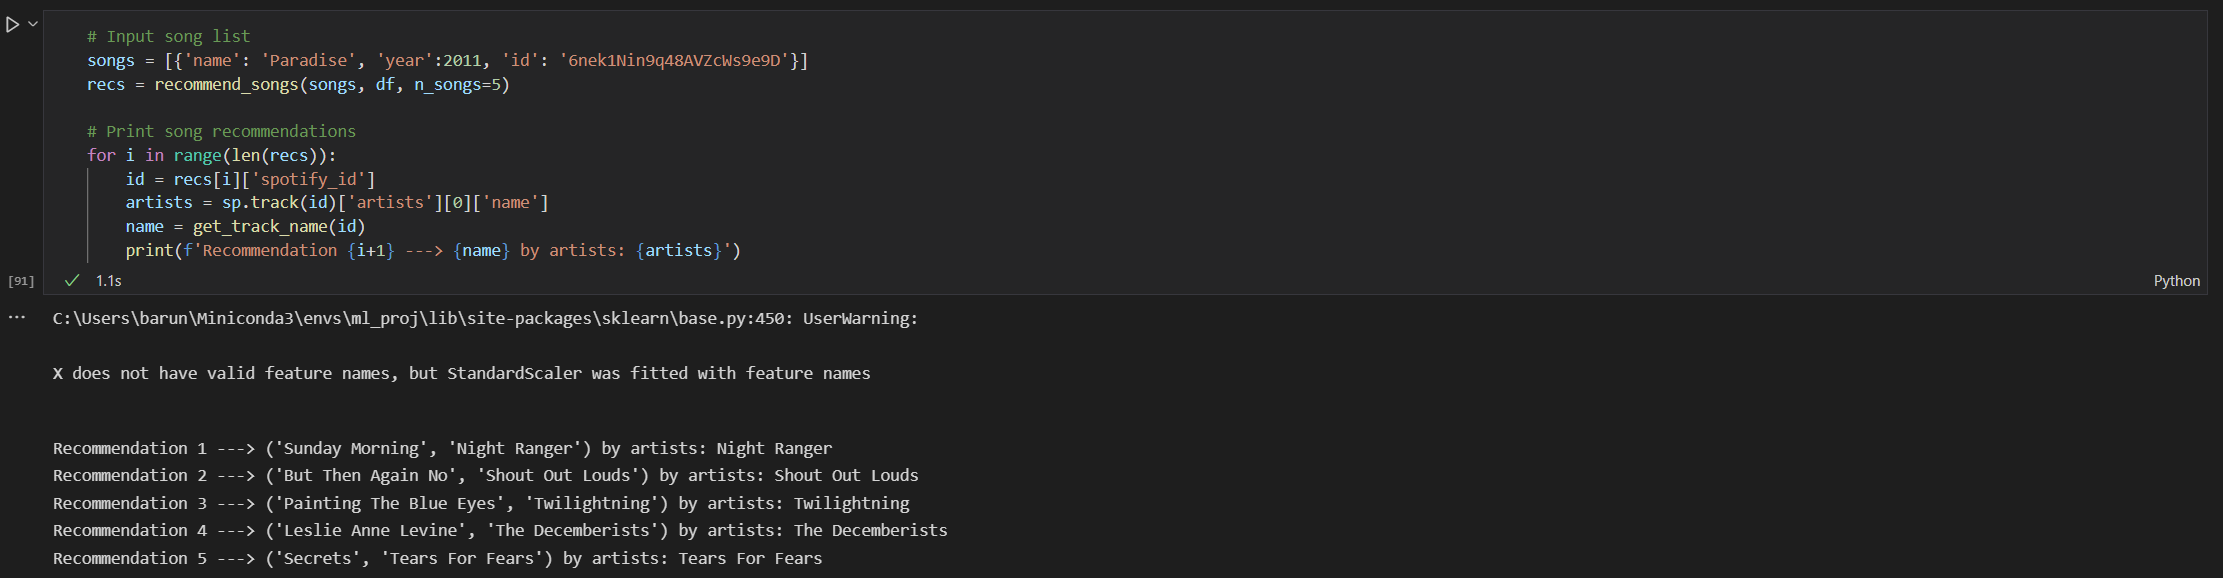 # Input song list
songs = [{'name': 'Paradise', 'year':2011, 'id': '6nek1Nin9q48AVZcWs9e9D'}]
recs = recommend_songs(songs, df, n_songs=5)
# Print song recommendations
for i in range(len(recs)):
    id = recs[i]['spotify_id']
    artists = sp.track(id)['artists'][0]['name']
    name = get_track_name(id)
    print(f'Recommendation {i+1} ---> {name} by artists: {artists}')
[91] 1.1s Python
C:\Users\barun\Miniconda3\envs\ml_proj\lib\site-packages\sklearn\base.py:450: UserWarning:
X does not have valid feature names, but StandardScaler was fitted with feature names
Recommendation 1 ---> ('Sunday Morning', 'Night Ranger') by artists: Night Ranger
Recommendation 2 ---> ('But Then Again No', 'Shout Out Louds') by artists: Shout Out Louds
Recommendation 3 ---> ('Painting The Blue Eyes', 'Twilightning') by artists: Twilightning
Recommendation 4 ---> ('Leslie Anne Levine', 'The Decemberists') by artists: The Decemberists
Recommendation 5 ---> ('Secrets', 'Tears For Fears') by artists: Tears For Fears